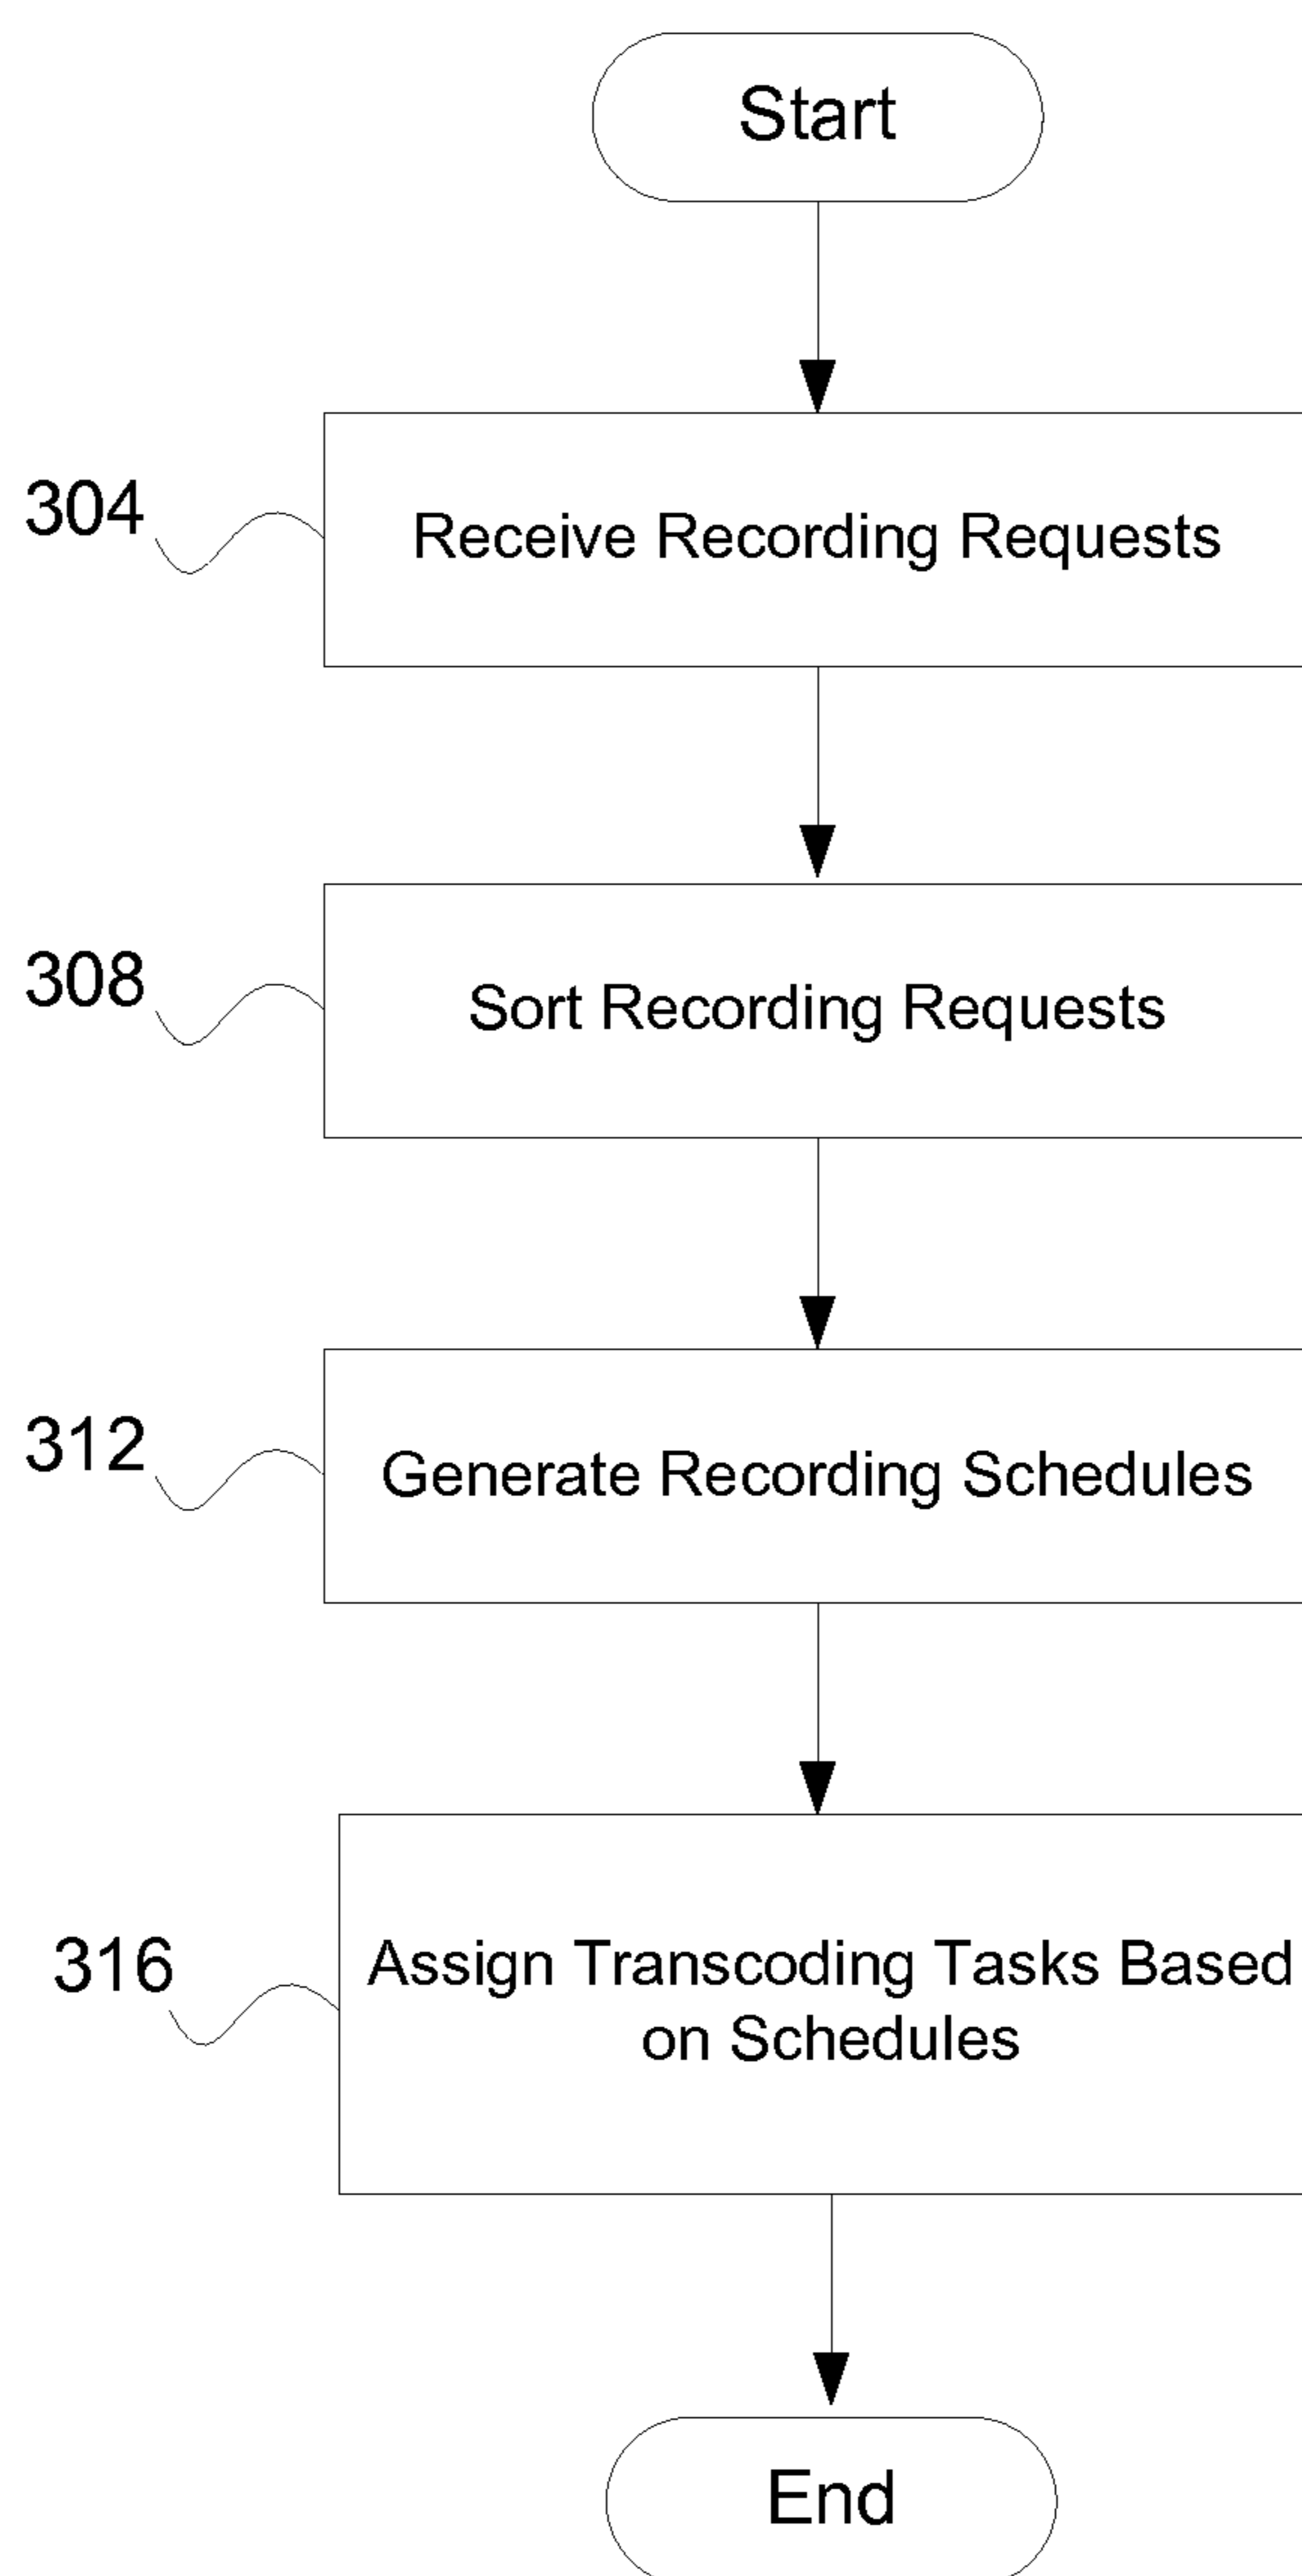 Start
304
Receive Recording Requests
308
Sort Recording Requests
312
Generate Recording Schedules
316
Assign Transcoding Tasks Based
on Schedules
End